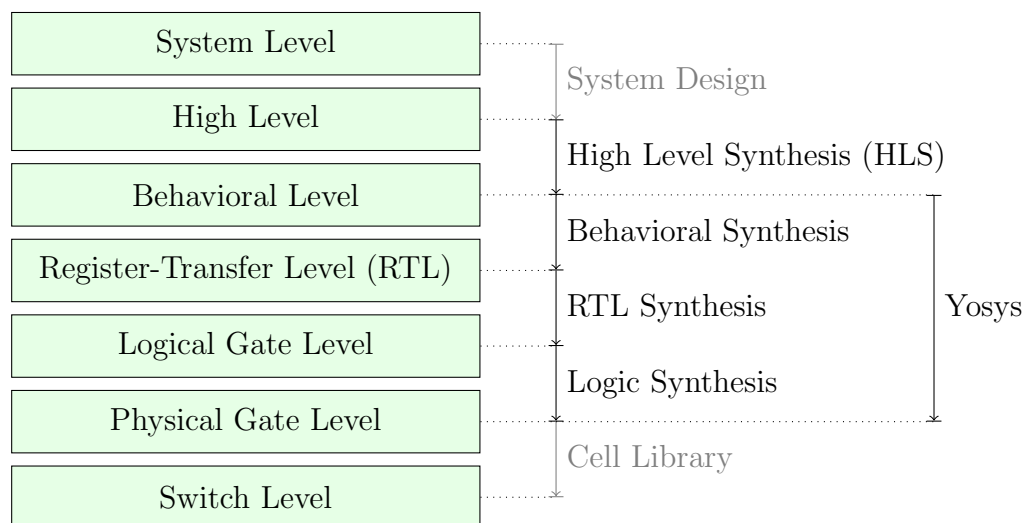 System Level
System Design
High Level
High Level Synthesis (HLS)
Behavioral Level
Behavioral Synthesis
Register-Transfer Level (RTL)
RTL Synthesis
Yosys
Logical Gate Level
Logic Synthesis
Physical Gate Level
Cell Library
Switch Level